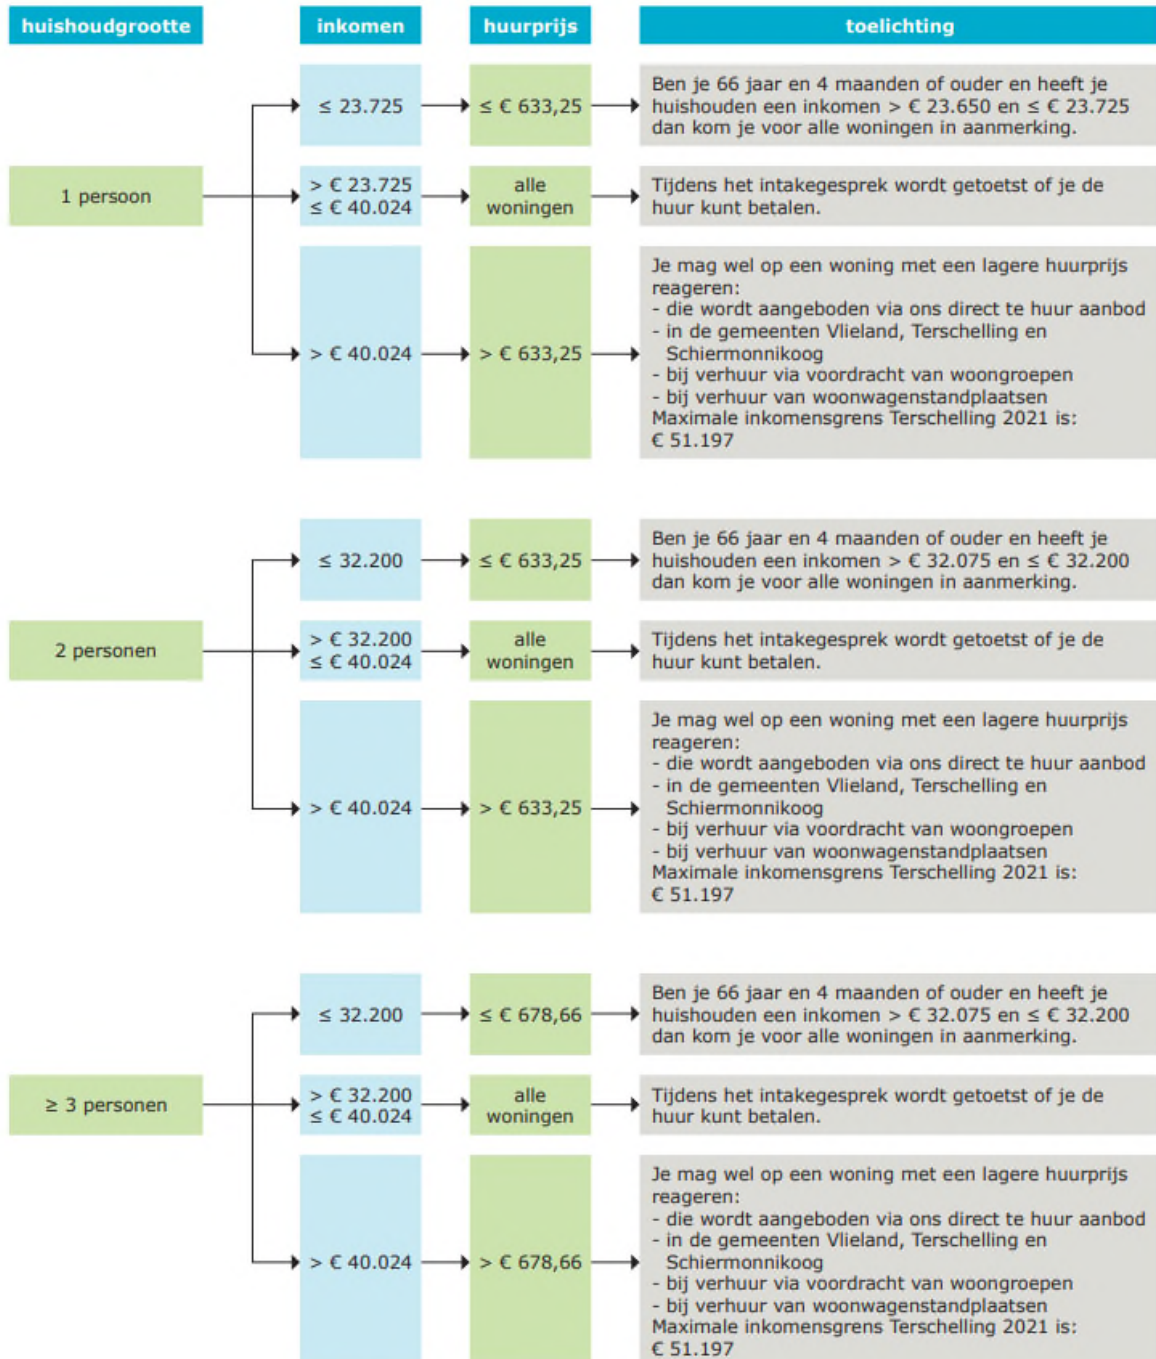 huishoudgrootte
inkomen
huurprijs
toelichting
1 persoon
≤ 23.725
≤ € 633,25
Ben je 66 jaar en 4 maanden of ouder en heeft je
huishouden een inkomen > € 23.650 en ≤ € 23.725
dan kom je voor alle woningen in aanmerking.
> € 23.725
≤ € 40.024
alle
woningen
Tijdens het intakegesprek wordt getoetst of je de
huur kunt betalen.
> € 40.024
> € 633,25
Je mag wel op een woning met een lagere huurprijs
reageren:
- die wordt aangeboden via ons direct te huur aanbod
- in de gemeenten Vlieland, Terschelling en
Schiermonnikoog
- bij verhuur via voordracht van woongroepen
- bij verhuur van woonwagenstandplaatsen
Maximale inkomensgrens Terschelling 2021 is:
€ 51.197
2 personen
≤ 32.200
≤ € 633,25
Ben je 66 jaar en 4 maanden of ouder en heeft je
huishouden een inkomen > € 32.075 en ≤ € 32.200
dan kom je voor alle woningen in aanmerking.
> € 32.200
≤ € 40.024
alle
woningen
Tijdens het intakegesprek wordt getoetst of je de
huur kunt betalen.
> € 40.024
> € 633,25
Je mag wel op een woning met een lagere huurprijs
reageren:
- die wordt aangeboden via ons direct te huur aanbod
- in de gemeenten Vlieland, Terschelling en
Schiermonnikoog
- bij verhuur via voordracht van woongroepen
- bij verhuur van woonwagenstandplaatsen
Maximale inkomensgrens Terschelling 2021 is:
€ 51.197
≥ 3 personen
≤ 32.200
≤ € 678,66
Ben je 66 jaar en 4 maanden of ouder en heeft je
huishouden een inkomen > € 32.075 en ≤ € 32.200
dan kom je voor alle woningen in aanmerking.
> € 32.200
≤ € 40.024
alle
woningen
Tijdens het intakegesprek wordt getoetst of je de
huur kunt betalen.
> € 40.024
> € 678,66
Je mag wel op een woning met een lagere huurprijs
reageren:
- die wordt aangeboden via ons direct te huur aanbod
- in de gemeenten Vlieland, Terschelling en
Schiermonnikoog
- bij verhuur via voordracht van woongroepen
- bij verhuur van woonwagenstandplaatsen
Maximale inkomensgrens Terschelling 2021 is:
€ 51.197